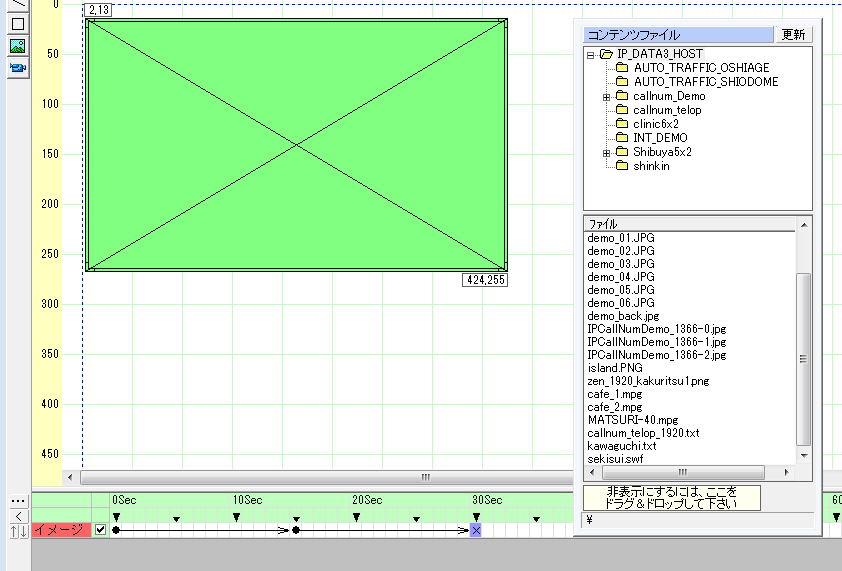 0
50
100
150
200
250
300
350
400
450
2,13
424,255
コンテンツファイル
更新
IP_DATA3_HOST
AUTO_TRAFFIC_OSHIAGE
AUTO_TRAFFIC_SHIODOME
callnum_Demo
callnum_telop
clinic6x2
INT_DEMO
Shibuya5x2
shinkin
ファイル
demo_01.JPG
demo_02.JPG
demo_03.JPG
demo_04.JPG
demo_05.JPG
demo_06.JPG
demo_back.jpg
IPCallNumDemo_1366-0.jpg
IPCallNumDemo_1366-1.jpg
IPCallNumDemo_1366-2.jpg
island.PNG
zen_1920_kakuritsu1.png
cafe_1.mpg
cafe_2.mpg
MATSURI-40.mpg
callnum_telop_1920.txt
kawaguchi.txt
sekisui.swf
非表示にするには、ここを
ドラグ&ドロップして下さい
¥
0Sec
10Sec
20Sec
30Sec
60
イメージ